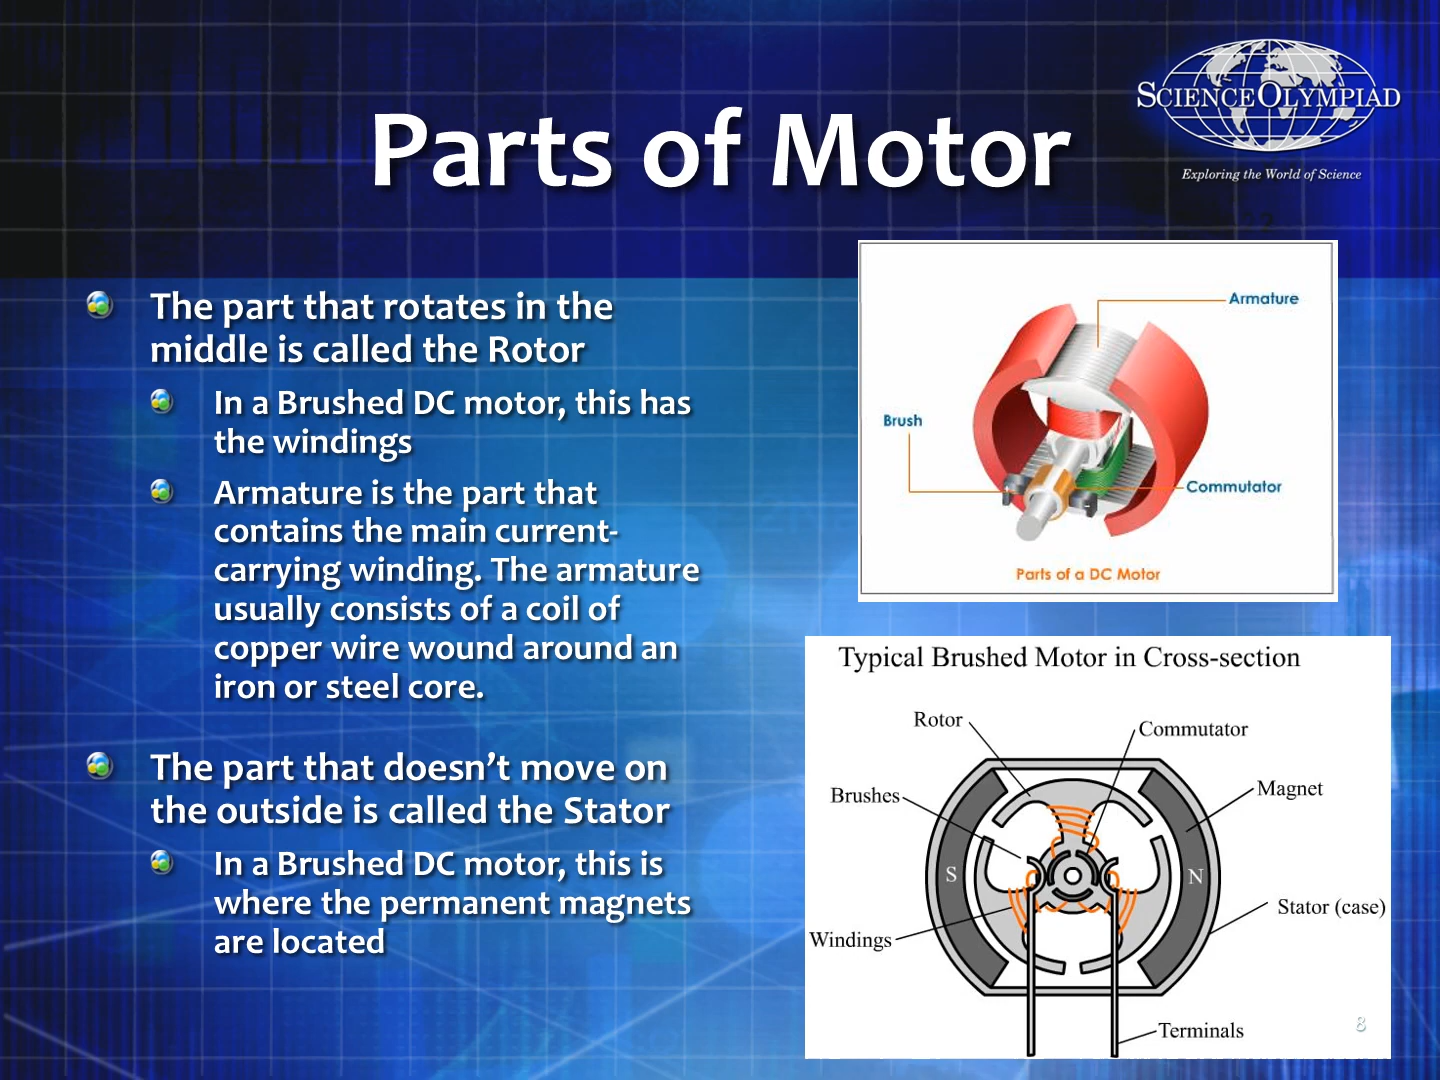 SCIENCE OLYMPIAD
Exploring the World of Science
Parts of Motor
The part that rotates in the
middle is called the Rotor
In a Brushed DC motor, this has
the windings
Armature is the part that
contains the main current-
carrying winding. The armature
usually consists of a coil of
copper wire wound around an
iron or steel core.
The part that doesn’t move on
the outside is called the Stator
In a Brushed DC motor, this is
where the permanent magnets
are located
Armature
Brush
Commutator
Parts of a DC Motor
Typical Brushed Motor in Cross-section
Rotor
Commutator
Brushes
Magnet
S
N
Stator (case)
Windings
Terminals
8